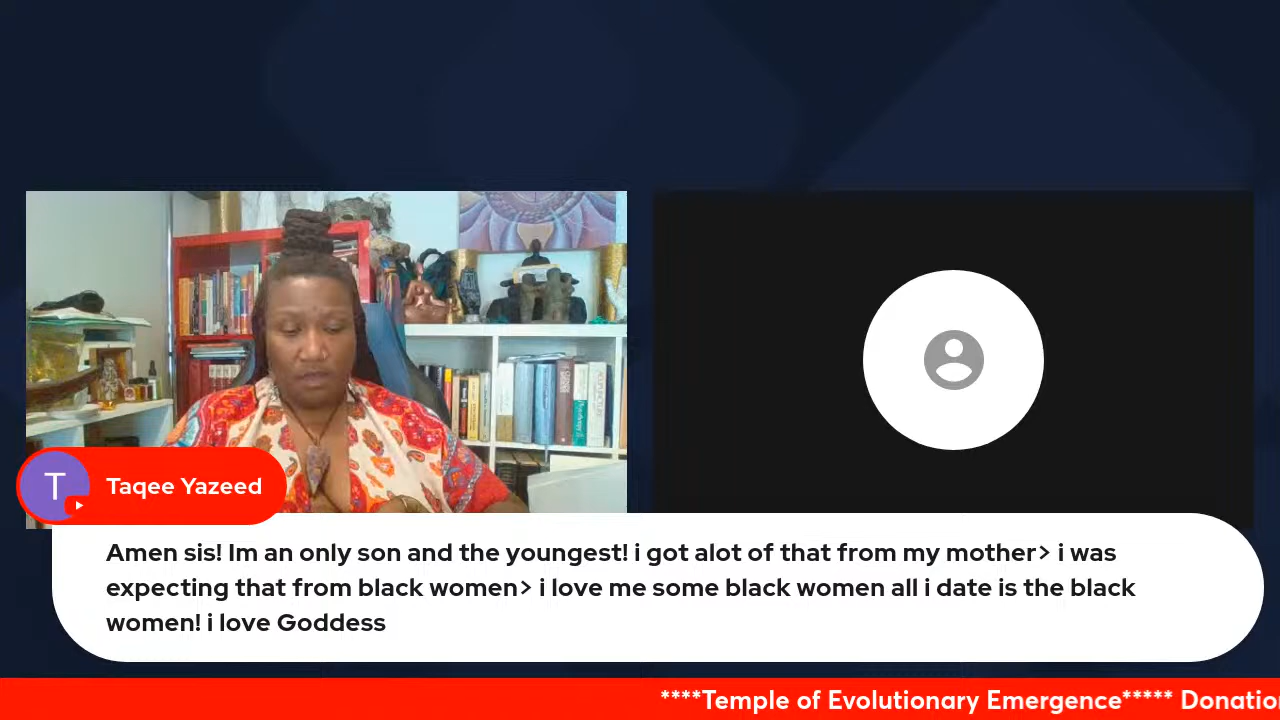 T
Taqee Yazeed
Amen sis! Im an only son and the youngest! i got alot of that from my mother> i was
expecting that from black women> i love me some black women all i date is the black
women! i love Goddess
****Temple of Evolutionary Emergence***** Donatio